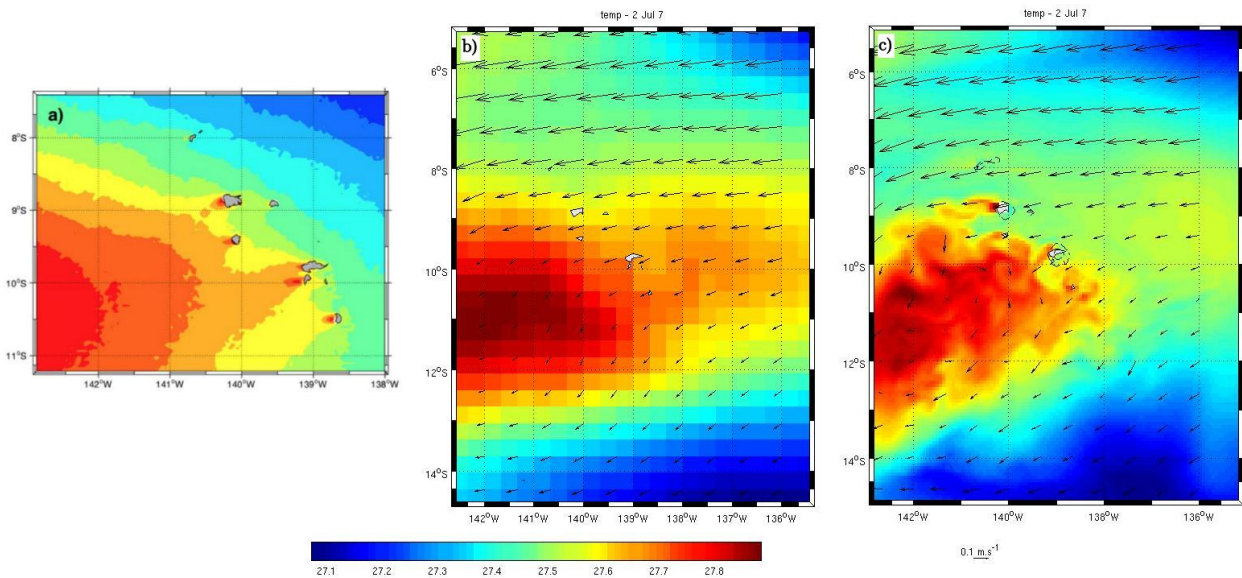 temp - 2 Jul 7
temp - 2 Jul 7
a)
b)
c)
8°S
9°S
10°S
11°S
142°W
141°W
140°W
139°W
138°W
6°S
8°S
10°S
12°S
14°S
142°W
141°W
140°W
139°W
138°W
137°W
136°W
6°S
8°S
10°S
12°S
14°S
142°W
140°W
138°W
136°W
27.1 27.2 27.3 27.4 27.5 27.6 27.7 27.8
0.1 m.s⁻¹